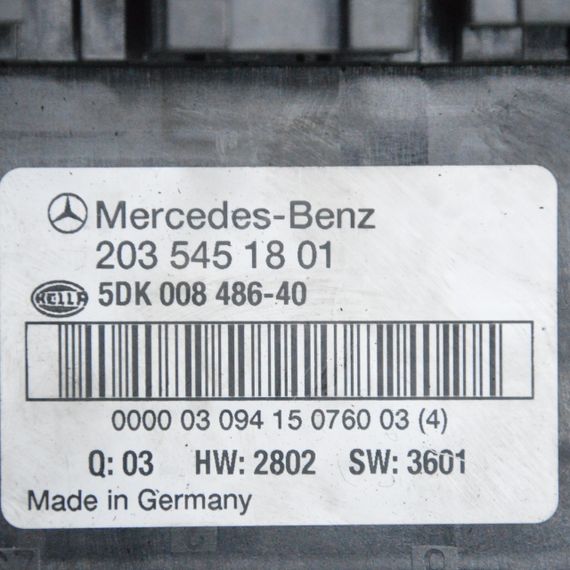 Mercedes-Benz
203 545 18 01
HELLA 5DK 008 486-40
0000 03 094 15 0760 03 (4)
Q: 03 HW: 2802 SW: 3601
Made in Germany